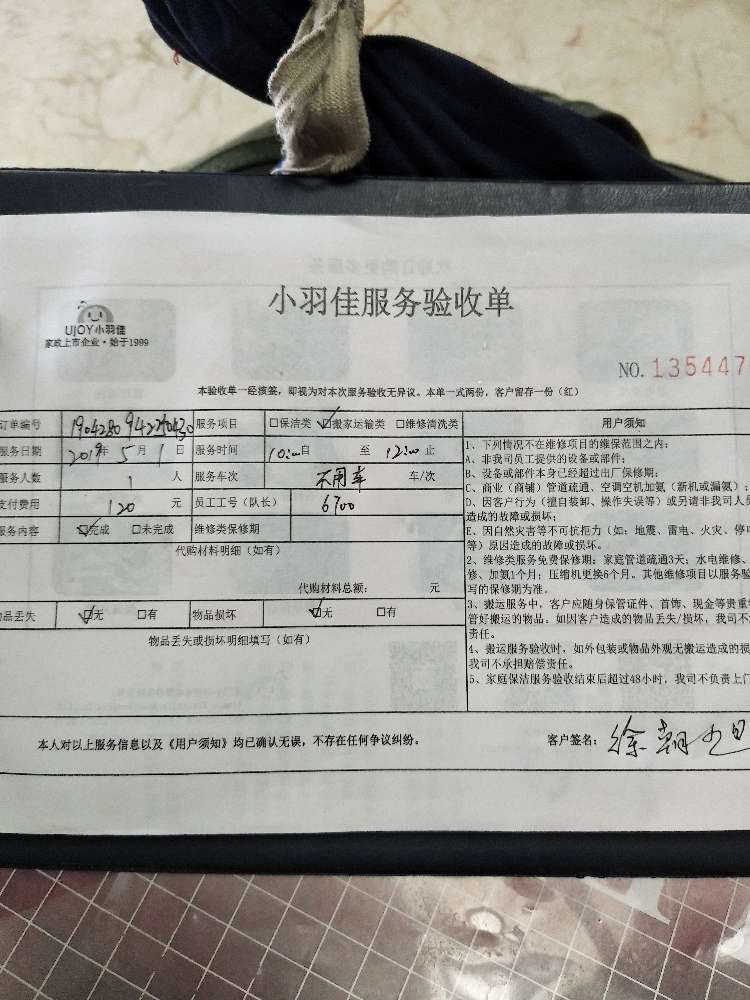 小羽佳服务验收单
UJOY小羽佳
家政上市企业·始于1999
NO.135447
本验收单一经核签，即视为对本次服务验收无异议。本单一式两份，客户留存一份（红）
订单编号 服务项目 □保洁类 ☑搬家运输类 □维修清洗类 用户须知
服务日期 2019年5月1日 服务时间 10:00自 至 12:00止
服务人数 1 人 服务车次 不用车 车/次
支付费用 120 元 员工工号（队长） 6700
服务内容 ☑完成 □未完成 维修类保修期
代购材料明细（如有）
代购材料总额： 元
物品丢失 ☑无 □有 物品损坏 ☑无 □有
物品丢失或损坏明细填写（如有）
1、下列情况不在维修项目的维保范围之内：
A、非我司员工提供的设备或部件；
B、设备或部件本身已经超过出厂保修期；
C、商业（商铺）管道疏通、空调空机加氨（新机或漏氨）；
D、因客户行为（擅自装卸、操作失误等）或另请非我司人员
造成的故障或损坏；
E、因自然灾害等不可抗拒力（如：地震、雷电、火灾、停电
等）原因造成的故障或损坏。
2、维修类服务免费保修期：家庭管道疏通3天；水电维修、
修、加氨1个月；压缩机更换6个月。其他维修项目以服务验
写的保修期为准。
3、搬运服务中，客户应随身保管证件、首饰、现金等贵重
管好搬运的物品；如因客户造成的物品丢失/损坏，我司不
责任。
4、搬运服务验收时，如外包装或物品外观无搬运造成的损
我司不承担赔偿责任。
5、家庭保洁服务验收结束后超过48小时，我司不负责上门
本人对以上服务信息以及《用户须知》均已确认无误，不存在任何争议纠纷。 客户签名：徐朝